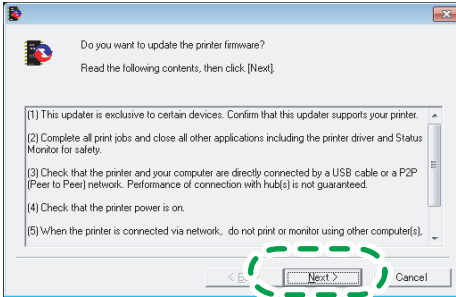 Do you want to update the printer firmware?
Read the following contents, then click [Next].
(1) This updater is exclusive to certain devices. Confirm that this updater supports your printer.
(2) Complete all print jobs and close all other applications including the printer driver and Status
Monitor for safety.
(3) Check that the printer and your computer are directly connected by a USB cable or a P2P
(Peer to Peer) network. Performance of connection with hub(s) is not guaranteed.
(4) Check that the printer power is on.
(5) When the printer is connected via network,  do not print or monitor using other computer(s),
Next > Cancel